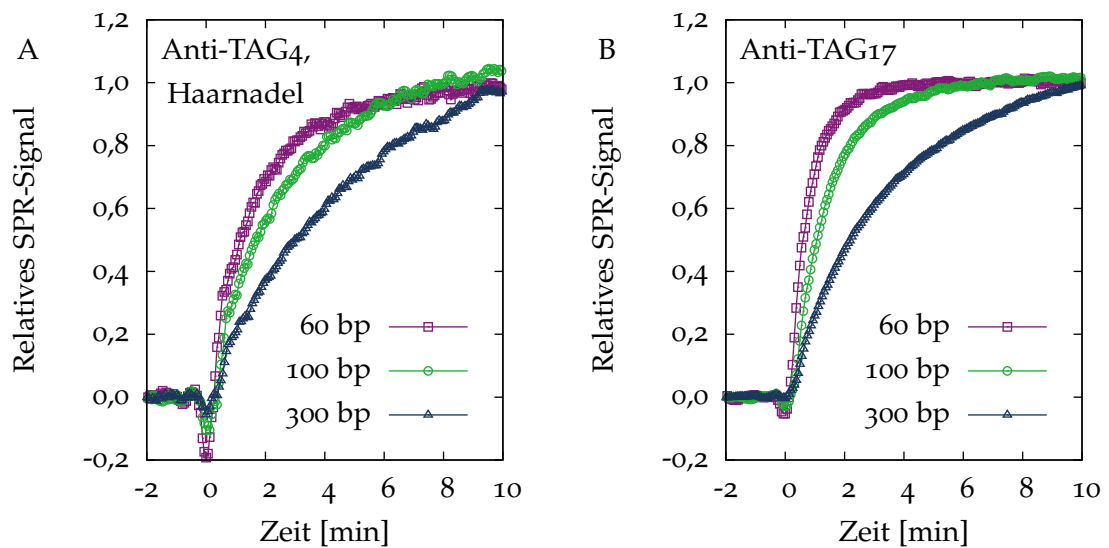 A
Anti-TAG4,
Haarnadel
Relatives SPR-Signal
1,2
1,0
0,8
0,6
0,4
0,2
0,0
-0,2
60 bp
100 bp
300 bp
-2
0
2
4
6
8
10
Zeit [min]
B
Anti-TAG17
Relatives SPR-Signal
1,2
1,0
0,8
0,6
0,4
0,2
0,0
-0,2
60 bp
100 bp
300 bp
-2
0
2
4
6
8
10
Zeit [min]